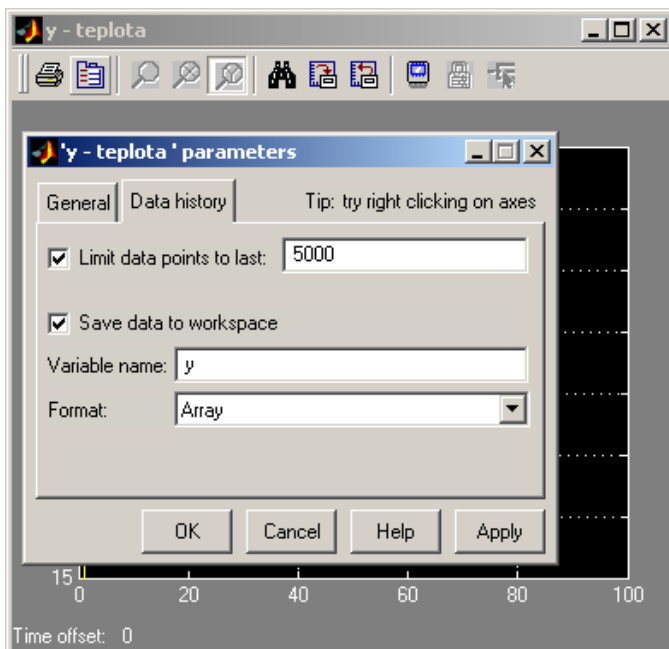 y - teplota
'y - teplota ' parameters
General
Data history
Tip: try right clicking on axes
Limit data points to last: 5000
Save data to workspace
Variable name: y
Format: Array
OK Cancel Help Apply
15
0 20 40 60 80 100
Time offset: 0